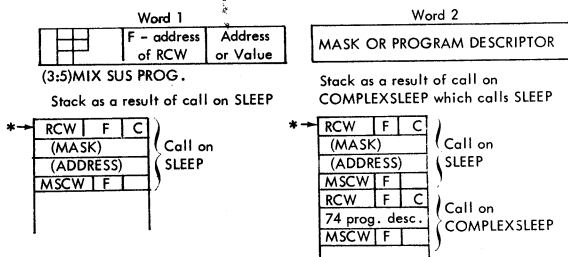 Word 1
F - address of RCW
Address or Value
(3:5)MIX SUS PROG.
Word 2
MASK OR PROGRAM DESCRIPTOR
Stack as a result of call on SLEEP
* RCW F C
(MASK)
(ADDRESS)
MSCW F
Call on
SLEEP
Stack as a result of call on
COMPLEXSLEEP which calls SLEEP
* RCW F C
(MASK)
(ADDRESS)
MSCW F
Call on
SLEEP
RCW F C
74 prog. desc.
MSCW F
Call on
COMPLEXSLEEP